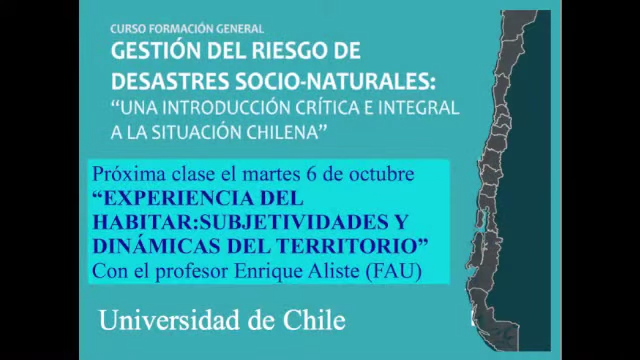 CURSO FORMACIÓN GENERAL
GESTIÓN DEL RIESGO DE
DESASTRES SOCIO-NATURALES:
“UNA INTRODUCCIÓN CRÍTICA E INTEGRAL
A LA SITUACIÓN CHILENA”
Próxima clase el martes 6 de octubre
“EXPERIENCIA DEL
HABITAR:SUBJETIVIDADES Y
DINÁMICAS DEL TERRITORIO”
Con el profesor Enrique Aliste (FAU)
Universidad de Chile